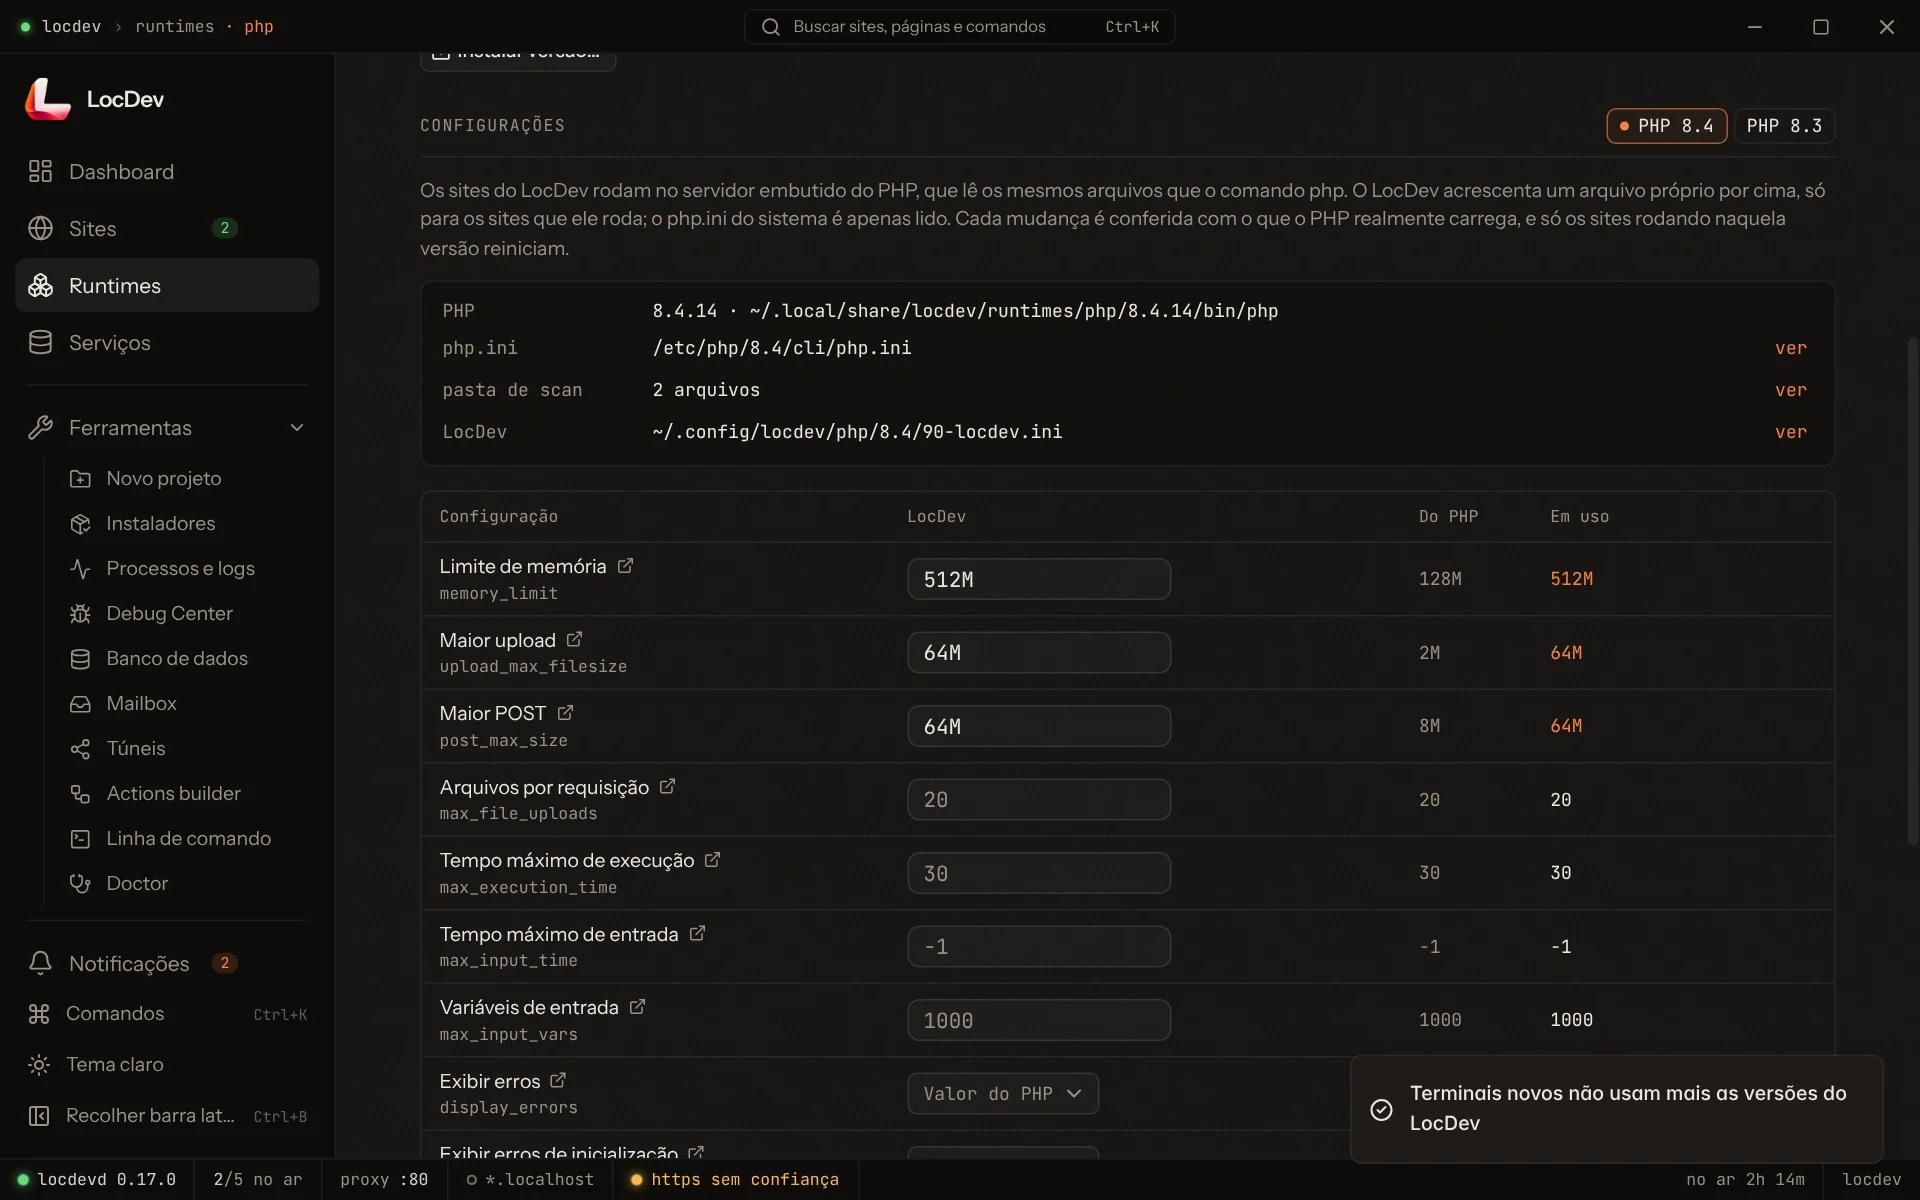 locdev › runtimes · php
Buscar sites, páginas e comandos Ctrl+K
LocDev
Dashboard
Sites 2
Runtimes
Serviços
Ferramentas
Novo projeto
Instaladores
Processos e logs
Debug Center
Banco de dados
Mailbox
Túneis
Actions builder
Linha de comando
Doctor
Notificações 2
Comandos Ctrl+K
Tema claro
Recolher barra lat... Ctrl+B
Instalar versão...
CONFIGURAÇÕES
PHP 8.4 PHP 8.3
Os sites do LocDev rodam no servidor embutido do PHP, que lê os mesmos arquivos que o comando php. O LocDev acrescenta um arquivo próprio por cima, só
para os sites que ele roda; o php.ini do sistema é apenas lido. Cada mudança é conferida com o que o PHP realmente carrega, e só os sites rodando naquela
versão reiniciam.
PHP 8.4.14 · ~/.local/share/locdev/runtimes/php/8.4.14/bin/php
php.ini /etc/php/8.4/cli/php.ini ver
pasta de scan 2 arquivos ver
LocDev ~/.config/locdev/php/8.4/90-locdev.ini ver
Configuração LocDev Do PHP Em uso
Limite de memória
memory_limit 512M 128M 512M
Maior upload
upload_max_filesize 64M 2M 64M
Maior POST
post_max_size 64M 8M 64M
Arquivos por requisição
max_file_uploads 20 20 20
Tempo máximo de execução
max_execution_time 30 30 30
Tempo máximo de entrada
max_input_time -1 -1 -1
Variáveis de entrada
max_input_vars 1000 1000 1000
Exibir erros
display_errors Valor do PHP
Exibir erros de inicialização
Terminais novos não usam mais as versões do
LocDev
locdevd 0.17.0 2/5 no ar proxy :80 *.localhost https sem confiança no ar 2h 14m locdev